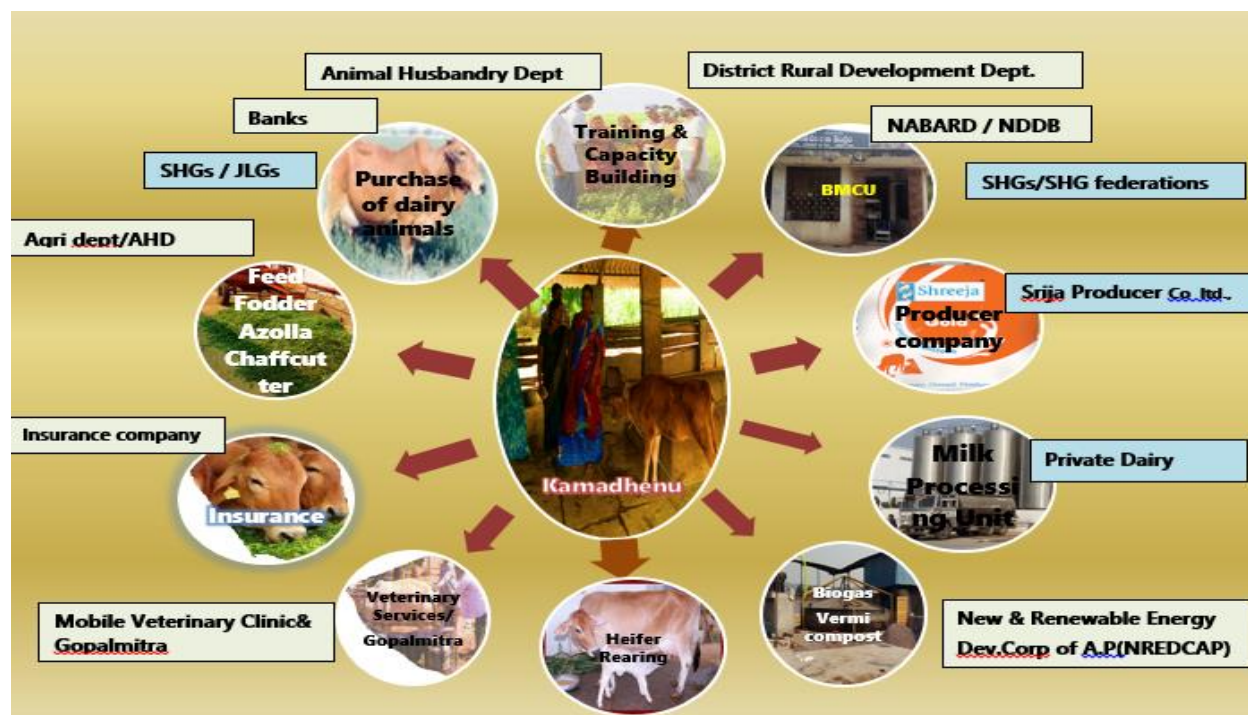 Animal Husbandry Dept
District Rural Development Dept.
Banks
NABARD / NDDB
SHGs / JLGs
SHGs/SHG federations
Agri dept/AHD
Srija Producer Co ltd.,
Insurance company
Private Dairy
Mobile Veterinary Clinic&
Gopalmitra
New & Renewable Energy
Dev.Corp of A.P(NREDCAP)
Training &
Capacity
Building
Purchase
of dairy
animals
BMCU
Feed
Fodder
Azolla
Chaffcut
ter
Shreeja
Producer
company
Insurance
Kamadhenu
Milk
Processi
ng Unit
Veterinary
Services/
Gopalmitra
Heifer
Rearing
Biogas
Vermi
compost